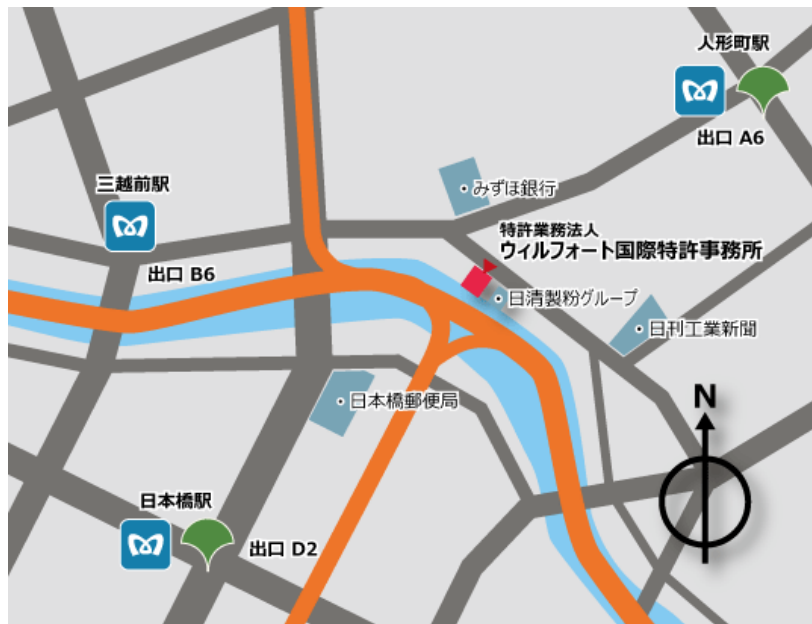 人形町駅
出口 A6
三越前駅
出口 B6
・みずほ銀行
特許業務法人
ウィルフォート国際特許事務所
・日清製粉グループ
・日刊工業新聞
・日本橋郵便局
N
日本橋駅
出口 D2